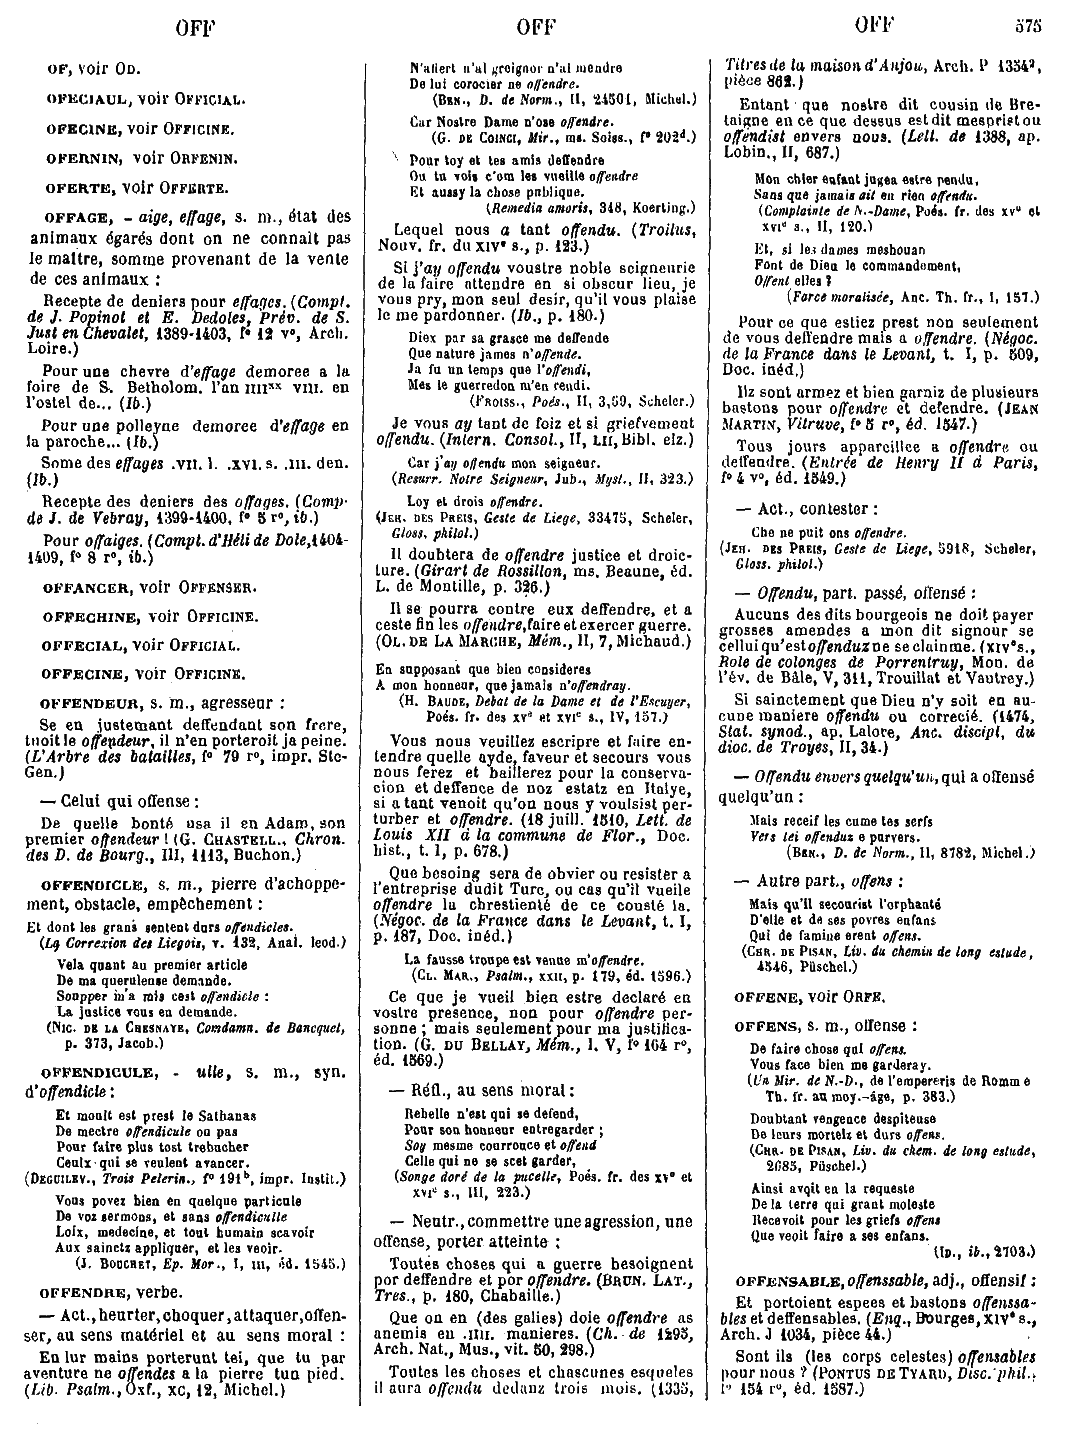 OFF
OFF
OFF
575
OF, voir OD.
OFECIAUL, voir OFFICIAL.
OFECINE, voir OFFICINE.
OFERNIN, voir ORFENIN.
OFERTE, voir OFFERTE.
OFFAGE, - aige, effage, s. m., état des
animaux égarés dont on ne connait pas
le maître, somme provenant de la vente
de ces animaux :
Recepte de deniers pour effages. (Compt.
de J. Popinot et E. Dedoles, Prév. de S.
Just en Chevalet, 1389-1403, f° 12 v°, Arch.
Loire.)
Pour une chevre d'effage demoree a la
foire de S. Betholom. l'an IIIIxx VIII. en
l'ostel de... (Ib.)
Pour une polleyne demoree d'effage en
la paroche... (Ib.)
Some des effages .VII. l. .XVI. s. .III. den.
(Ib.)
Recepte des deniers des offages. (Comp·
de J. de Vebray, 1399-1400, f° 5 r°, ib.)
Pour offaiges. (Compt. d'Héli de Dole, 1404-
1409, f° 8 r°, ib.)
OFFANCER, voir OFFENSER.
OFFECHINE, voir OFFICINE.
OFFECIAL, voir OFFICIAL.
OFFECINE, voir OFFICINE.
OFFENDEUR, s. m., agresseur :
Se en justemant deffendant son frere,
tuoit le offendeur, il n'en porteroit ja peine.
(L'Arbre des batailles, f° 79 r°, impr. Ste-
Gen.)
— Celui qui offense :
De quelle bonté usa il en Adam, son
premier offendeur ! (G. CHASTELL., Chron.
des D. de Bourg., III, 1113, Buchon.)
OFFENDICLE, s. m., pierre d'achoppe-
ment, obstacle, empêchement :
Et dont les grans sentent durs offendicles.
(La Correxion des Liegois, v. 132, Anal. leod.)
Vela quant au premier article
De ma queruleuse demande.
Soupper m'a mis cest offendicle :
La justice vous en demande.
(NIC. DE LA CHESNAYE, Comdamn. de Bancquet,
p. 373, Jacob.)
OFFENDICULE, - ulle, s. m., syn.
d'offendicle :
Et moult est prest le Sathanas
De mectre offendicule ou pas
Pour faire plus tost trebucher
Ceulx qui se veulent avancer.
(DEGUILEV., Trois Pelerin., f° 191b, impr. Instit.)
Vous povez bien en quelque particule
De voz sermons, et sans offendiculle
Loix, medecine, et tout humain scavoir
Aux sainctz appliquer, et les veoir.
(J. BOUCHET, Ep. Mor., I, III, éd. 1545.)
OFFENDRE, verbe.
— Act., heurter, choquer, attaquer, offen-
ser, au sens matériel et au sens moral :
En lur mains porterunt tei, que tu par
aventure ne offendes a la pierre tun pied.
(Lib. Psalm., Oxf., XC, 12, Michel.)
N'afiert n'al greignor n'al mendre
De lui corocier ne offendre.
(BEN., D. de Norm., II, 24501, Michel.)
Car Nostre Dame n'ose offendre.
(G. DE COINCI, Mir., ms. Soiss., f° 202d.)
Pour toy et tes amis deffendre
Ou tu vois c'om les vueille offendre
Et aussy la chose publique.
(Remedia amoris, 348, Koerting.)
Lequel nous a tant offendu. (Troilus,
Nouv. fr. du XIVe s., p. 123.)
Si j'ay offendu voustre noble seigneurie
de la faire attendre en si obscur lieu, je
vous pry, mon seul desir, qu'il vous plaise
le me pardonner. (Ib., p. 180.)
Diex par sa grasce me deffende
Que nature james n'offende.
Ja fu un temps que l'offendi,
Mes le guerredon m'en rendi.
(FROISS., Poés., II, 3,59, Scheler.)
Je vous ay tant de foiz et si griefvement
offendu. (Intern. Consol., II, LII, Bibl. elz.)
Car j'ay offendu mon seigneur.
(Resurr. Notre Seigneur, Jub., Myst., II, 323.)
Loy et drois offendre.
(JEH. DES PREIS, Geste de Liege, 33475, Scheler,
Gloss. philol.)
Il doubtera de offendre justice et droic-
ture. (Girart de Rossillon, ms. Beaune, éd.
L. de Montille, p. 326.)
Il se pourra contre eux deffendre, et a
ceste fin les offendre, faire et exercer guerre.
(OL. DE LA MARCHE, Mém., II, 7, Michaud.)
En supposant que bien consideres
A mon honneur, que jamais n'offendray.
(H. BAUDE, Debat de la Dame et de l'Escuyer,
Poés. fr. des XVe et XVIe s., IV, 157.)
Vous nous veuillez escripre et faire en-
tendre quelle ayde, faveur et secours vous
nous ferez et baillerez pour la conserva-
cion et deffence de noz estatz en Italye,
si a tant venoit qu'on nous y voulsist per-
turber et offendre. (18 juill. 1510, Lett. de
Louis XII à la commune de Flor., Doc.
hist., t. I, p. 678.)
Que besoing sera de obvier ou resister a
l'entreprise dudit Turc, ou cas qu'il vueile
offendre la chrestienté de ce cousté la.
(Négoc. de la France dans le Levant, t. I,
p. 187, Doc. inéd.)
La fausse troupe est venue m'offendre.
(CL. MAR., Psalm., XXII, p. 179, éd. 1596.)
Ce que je vueil bien estre declaré en
vostre presence, non pour offendre per-
sonne ; mais seulement pour ma justifica-
tion. (G. DU BELLAY, Mém., l. V, f° 164 r°,
éd. 1569.)
— Réfl., au sens moral :
Rebelle n'est qui se defend,
Pour son honneur entregarder ;
Soy mesme courrouce et offend
Celle qui ne se scet garder,
(Songe doré de la pucelle, Poés. fr. des XVe et
XVIe s., III, 223.)
— Neutr., commettre une agression, une
offense, porter atteinte :
Toutes choses qui a guerre besoignent
por deffendre et por offendre. (BRUN. LAT.,
Tres., p. 180, Chabaille.)
Que on en (des galies) doie offendre as
anemis en .IIII. manieres. (Ch. de 1295,
Arch. Nat., Mus., vit. 50, 298.)
Toutes les choses et chascunes esqueles
il aura offendu dedanz trois mois. (1335,
Titres de la maison d'Anjou, Arch. P 1354²,
pièce 862.)
Entant que nostre dit cousin de Bre-
taigne en ce que dessus est dit mesprist ou
offendist envers nous. (Lett. de 1388, ap.
Lobin., II, 687.)
Mon chier enfant jugea estre pendu,
Sans que jamais ait en rien offendu.
(Complainte de N.-Dame, Poés. fr. des XVe et
XVIe s., II, 120.)
Et, si les dames meshouan
Font de Dieu le commandement,
Offent elles ?
(Farce moralisée, Anc. Th. fr., I, 157.)
Pour ce que estiez prest non seulement
de vous deffendre mais a offendre. (Négoc.
de la France dans le Levant, t. I, p. 509,
Doc. inéd.)
Ilz sont armez et bien garniz de plusieurs
bastons pour offendre et defendre. (JEAN
MARTIN, Vitruve, f° 5 r°, éd. 1547.)
Tous jours appareillee a offendre ou
deffendre. (Entrée de Henry II à Paris,
f° 4 v°, éd. 1549.)
— Act., contester :
Che ne puit ons offendre.
(JEH. DES PREIS, Geste de Liege, 5918, Scheler,
Gloss. philol.)
— Offendu, part. passé, offensé :
Aucuns des dits bourgeois ne doit payer
grosses amendes a mon dit signour se
cellui qu'est offenduz ne se clainme. (XIVe s.,
Role de colonges de Porrentruy, Mon. de
l'év. de Bâle, V, 311, Trouillat et Vautrey.)
Si sainctement que Dieu n'y soit en au-
cune maniere offendu ou correcié. (1474,
Stat. synod., ap. Lalore, Anc. discipl. du
dioc. de Troyes, II, 34.)
— Offendu envers quelqu'un, qui a offensé
quelqu'un :
Mais receif les cume tes serfs
Vers tei offenduz e purvers.
(BEN., D. de Norm., II, 8782, Michel.)
— Autre part., offens :
Mais qu'il secourist l'orphanté
D'elle et de ses povres enfans
Qui de famine erent offens.
(CHR. DE PISAN, Liv. du chemin de long estude,
4546, Püschel.)
OFFENE, voir ORFE.
OFFENS, s. m., offense :
De faire chose qui offens.
Vous face bien me garderay.
(Un Mir. de N.-D., de l'empereris de Romme
Th. fr. au moy.-âge, p. 383.)
Doubtant vengence despiteuse
De leurs mortelz et durs offens.
(CHR. DE PISAN, Liv. du chem. de long estude,
2685, Püschel.)
Ainsi avoit en la requeste
De la terre qui grant moleste
Recevoit pour les griefs offens
Que veoit faire a ses enfans.
(ID., ib., 2703.)
OFFENSABLE, offenssable, adj., offensif :
Et portoient espees et bastons offenssa-
bles et deffensables. (Enq., Bourges, XIVe s.,
Arch. J 1034, pièce 44.)
Sont ils (les corps celestes) offensables
pour nous ? (PONTUS DE TYARD, Disc. phil.,
f° 154 r°, éd. 1587.)